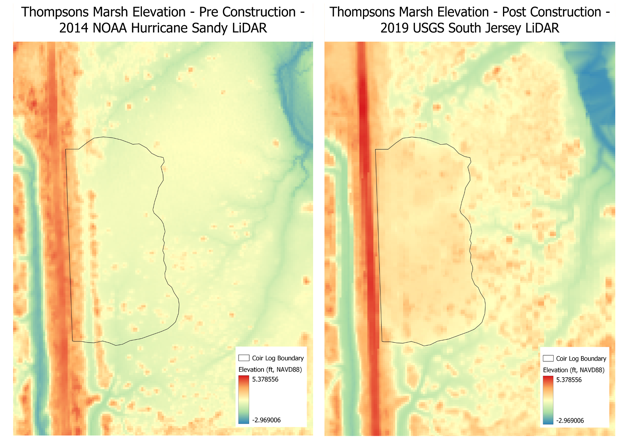 Thompsons Marsh Elevation - Pre Construction -
2014 NOAA Hurricane Sandy LiDAR
Coir Log Boundary
Elevation (ft, NAVD88)
5.378556
-2.969006
Thompsons Marsh Elevation - Post Construction -
2019 USGS South Jersey LiDAR
Coir Log Boundary
Elevation (ft, NAVD88)
5.378556
-2.969006